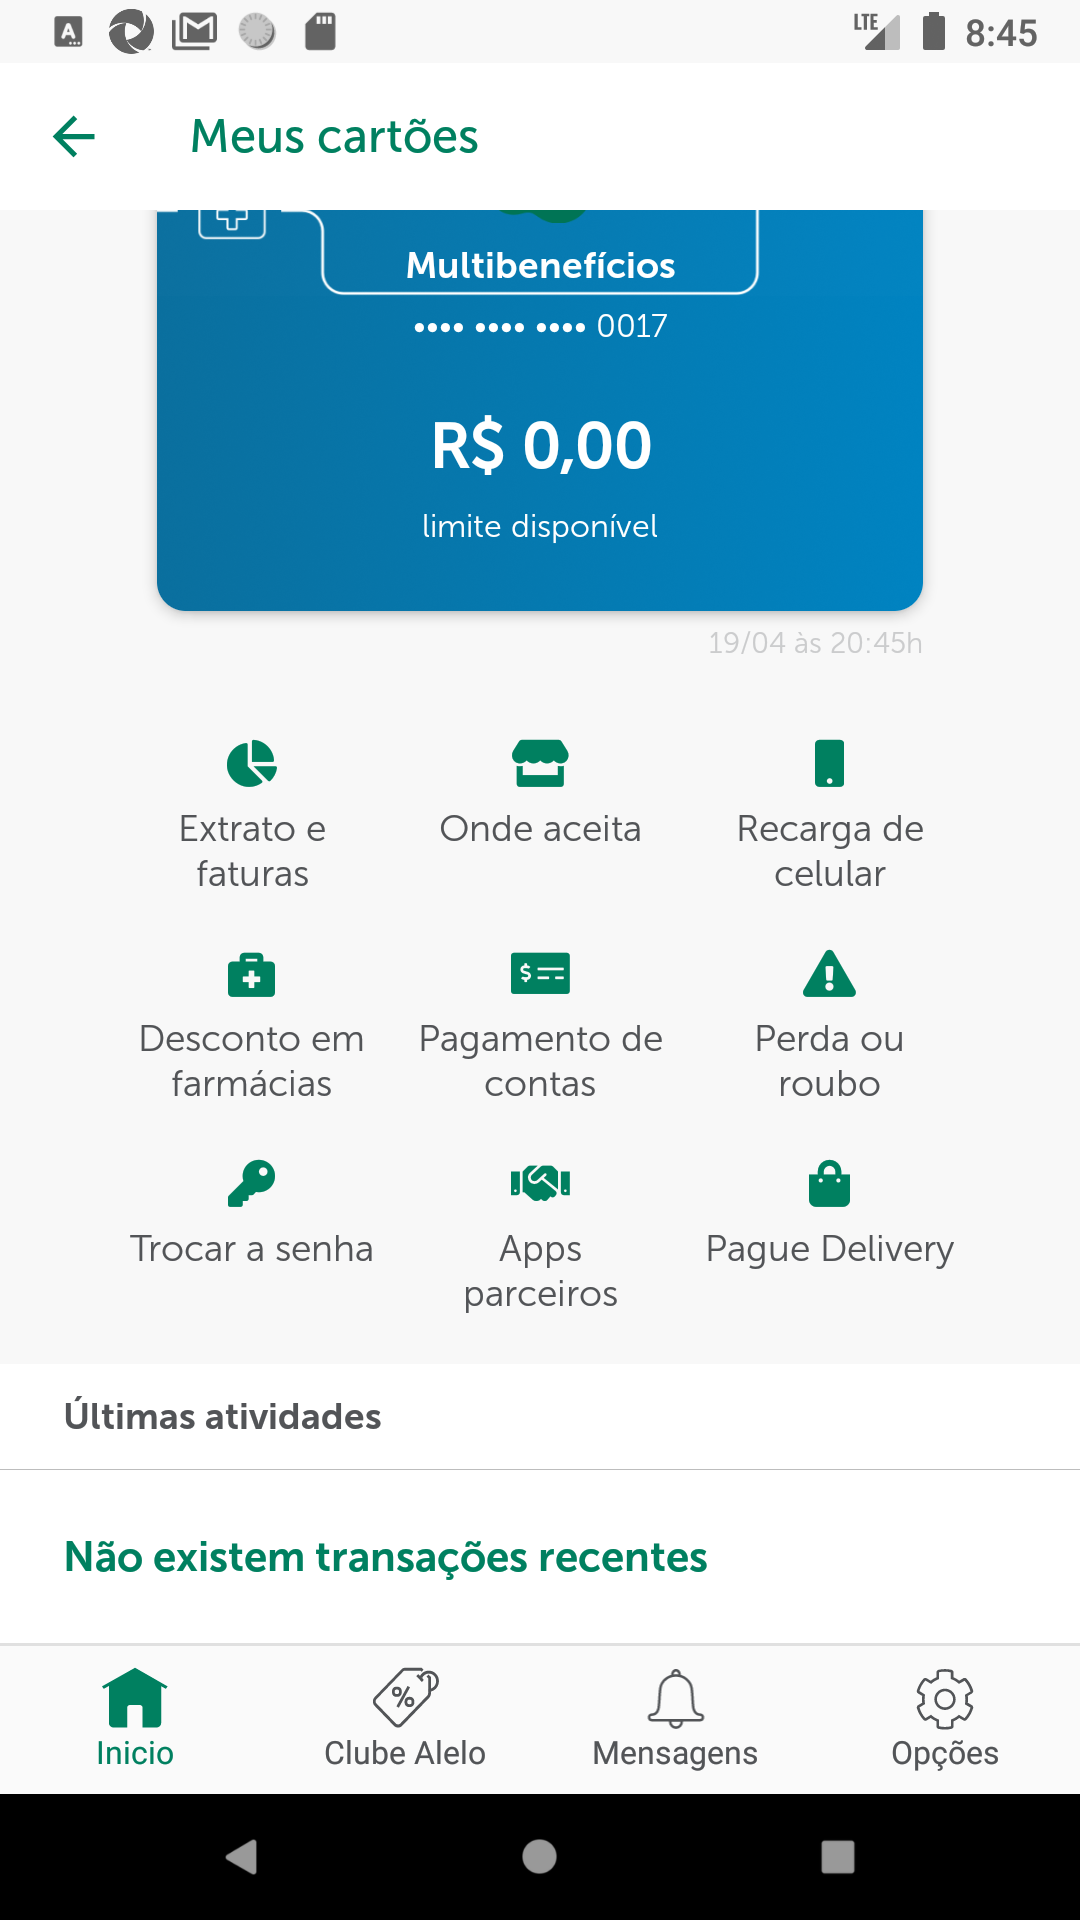 LTE 8:45
Meus cartões
Multibenefícios
•••• •••• •••• 0017
R$ 0,00
limite disponível
19/04 às 20:45h
Extrato e
faturas
Onde aceita
Recarga de
celular
Desconto em
farmácias
Pagamento de
contas
Perda ou
roubo
Trocar a senha
Apps
parceiros
Pague Delivery
Últimas atividades
Não existem transações recentes
Inicio
Clube Alelo
Mensagens
Opções